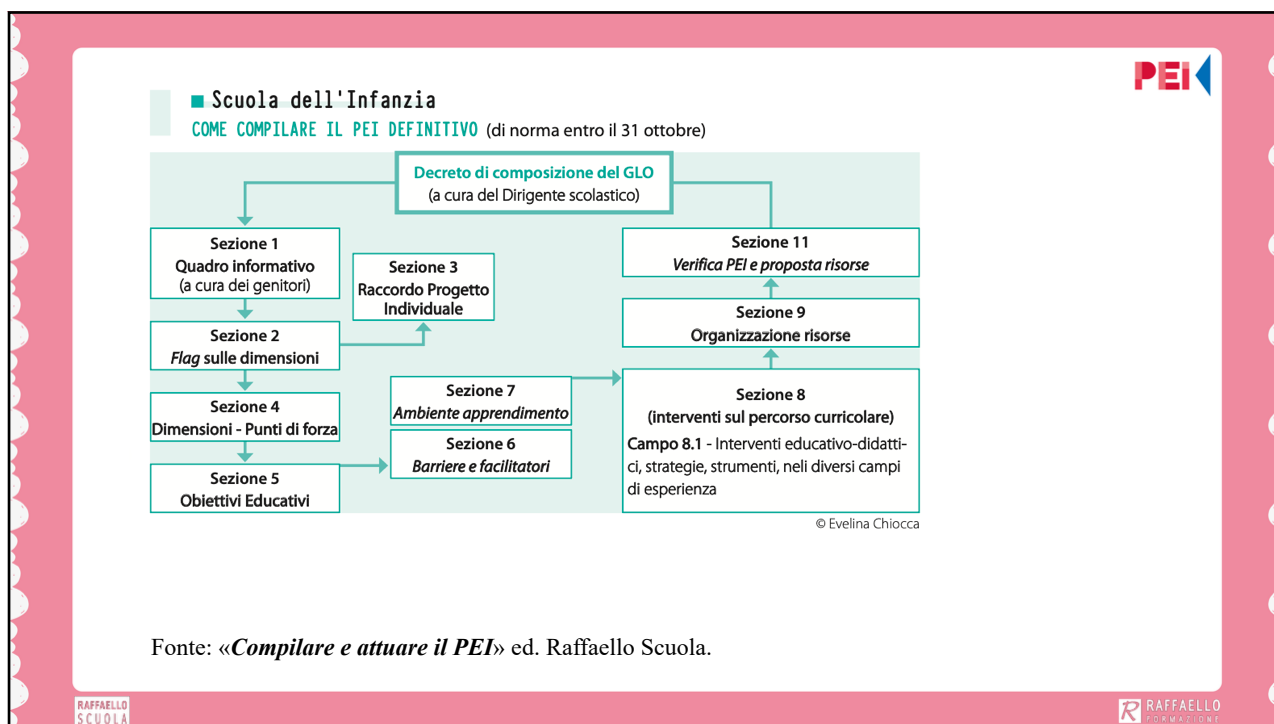 PEI
Scuola dell'Infanzia
COME COMPILARE IL PEI DEFINITIVO (di norma entro il 31 ottobre)
Decreto di composizione del GLO
(a cura del Dirigente scolastico)
Sezione 1
Quadro informativo
(a cura dei genitori)
Sezione 2
Flag sulle dimensioni
Sezione 3
Raccordo Progetto
Individuale
Sezione 4
Dimensioni - Punti di forza
Sezione 5
Obiettivi Educativi
Sezione 7
Ambiente apprendimento
Sezione 6
Barriere e facilitatori
Sezione 11
Verifica PEI e proposta risorse
Sezione 9
Organizzazione risorse
Sezione 8
(interventi sul percorso curricolare)
Campo 8.1 - Interventi educativo-didatti-
ci, strategie, strumenti, neli diversi campi
di esperienza
© Evelina Chiocca
Fonte: «Compilare e attuare il PEI» ed. Raffaello Scuola.
RAFFAELLO
SCUOLA
R RAFFAELLO
FORMAZIONE